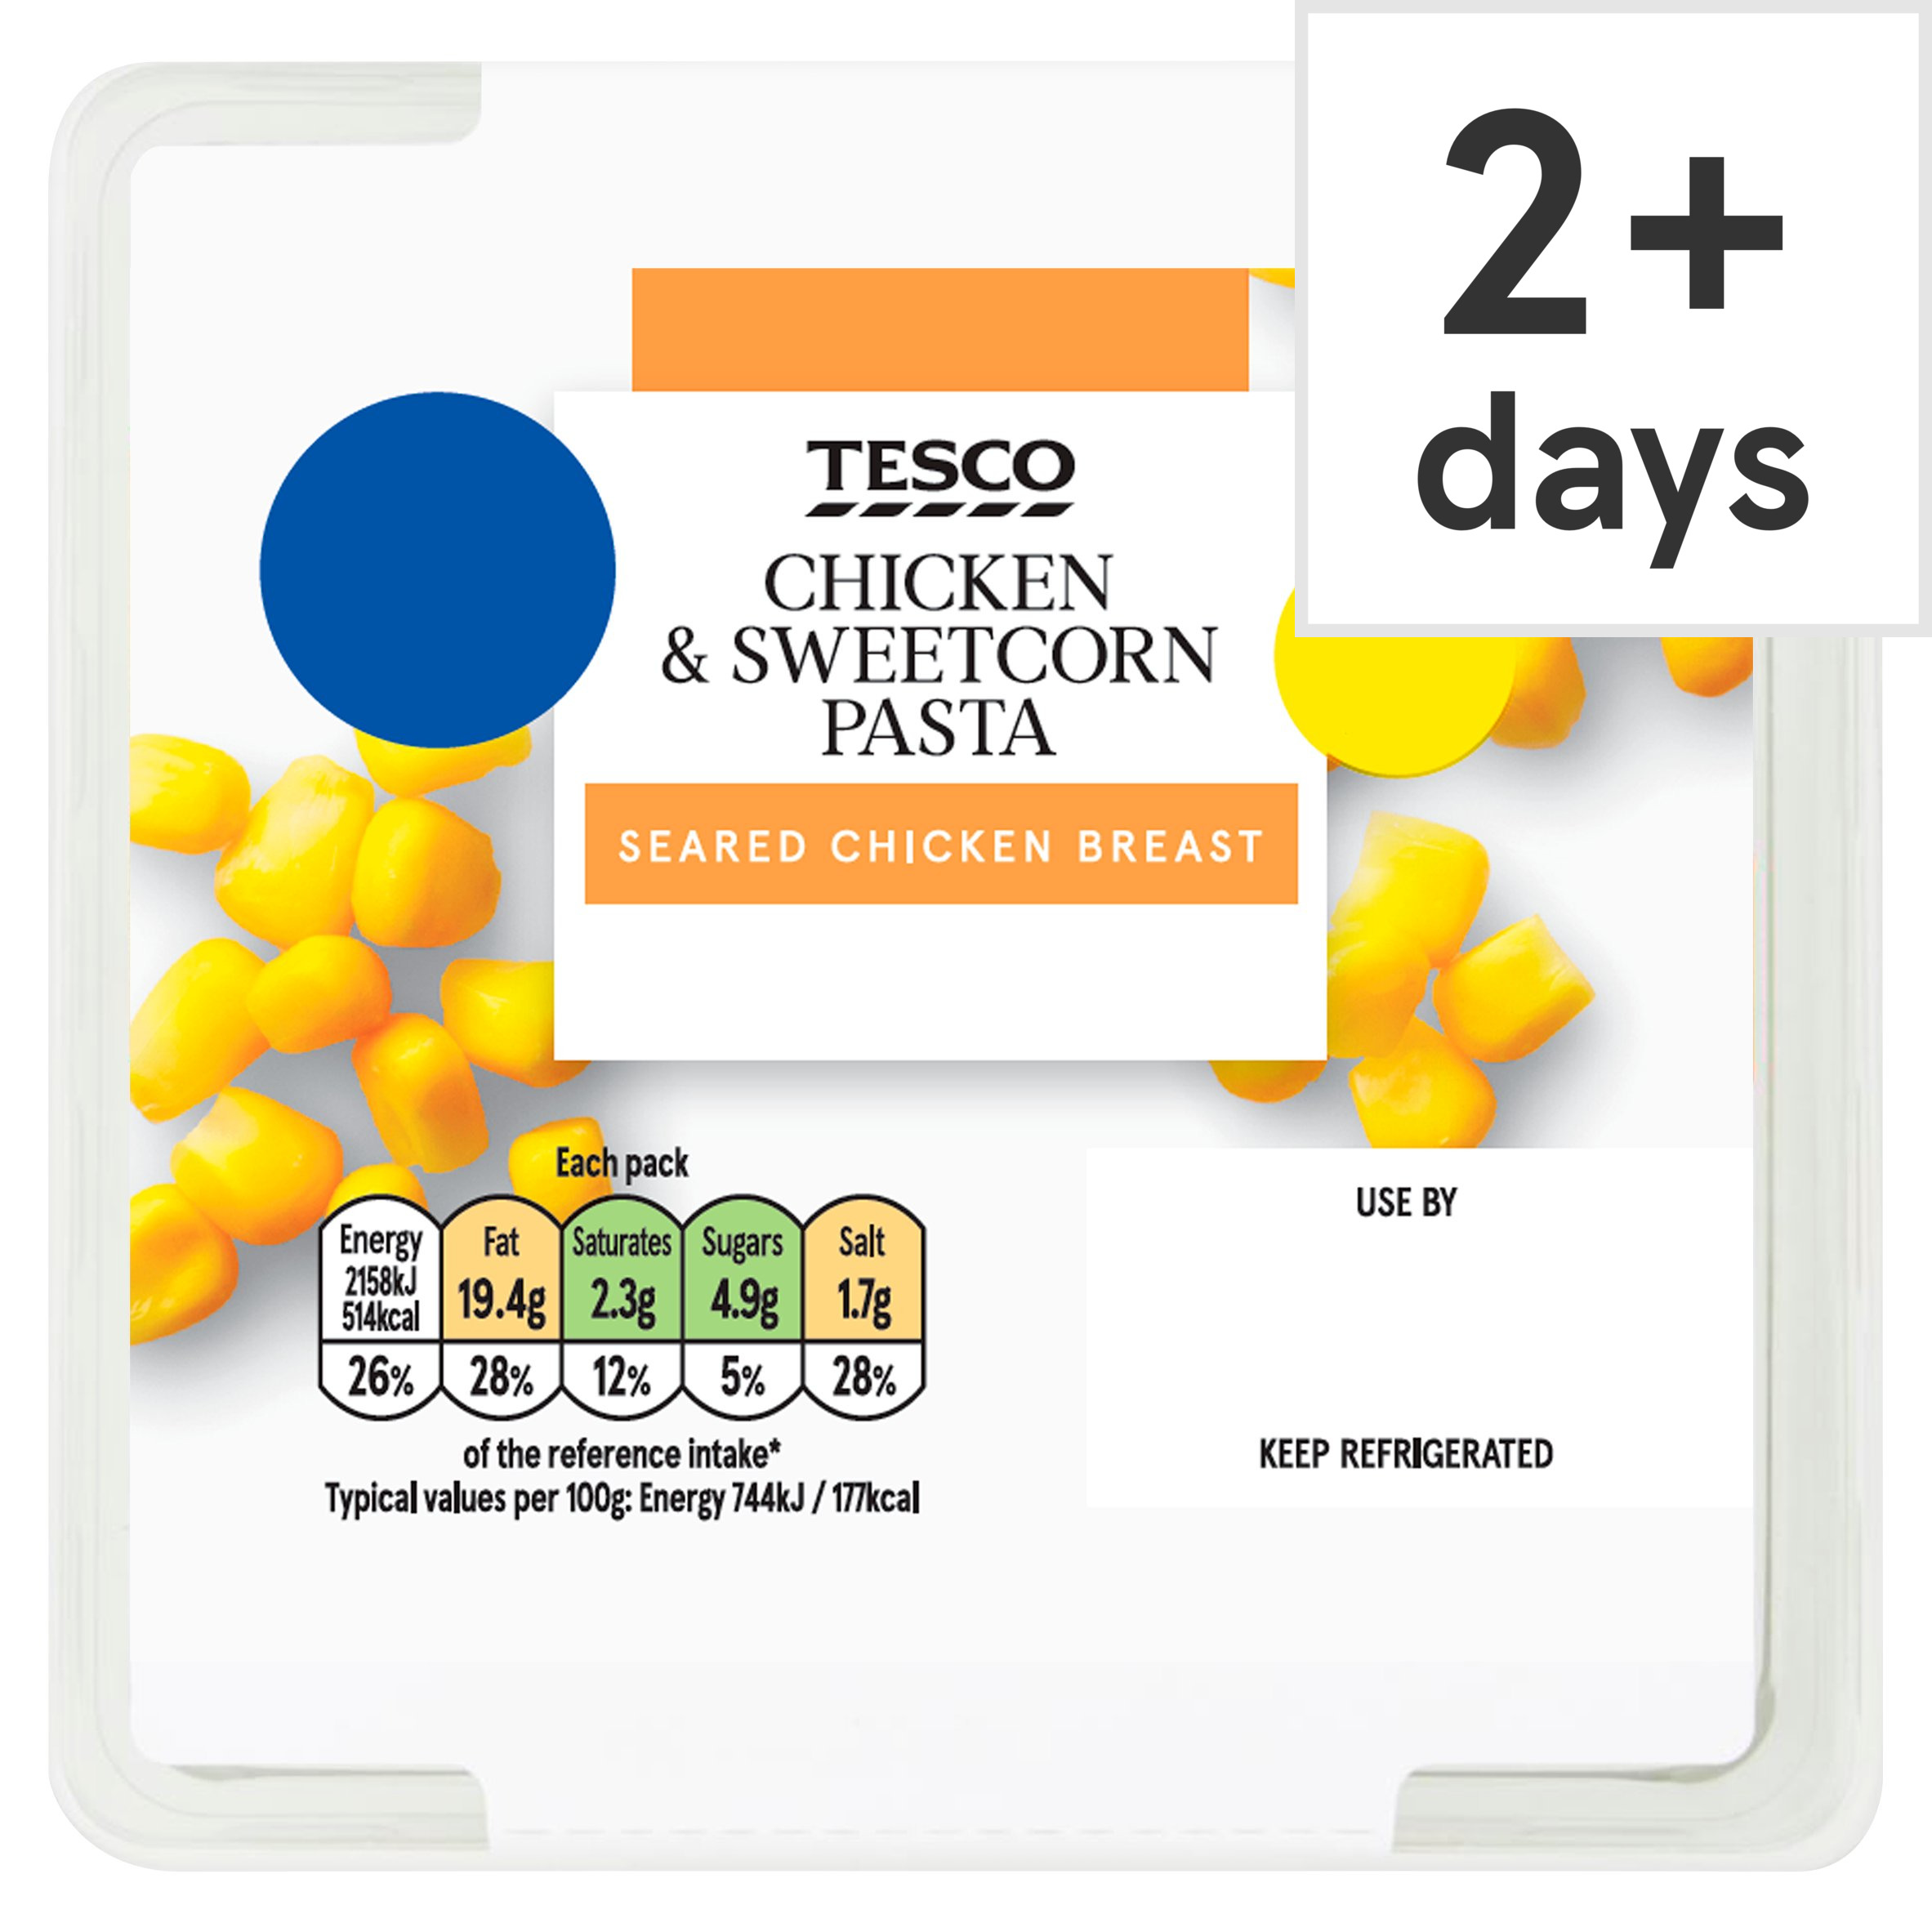 2+
days
TESCO
CHICKEN
& SWEETCORN
PASTA
SEARED CHICKEN BREAST
Each pack
Energy
2158kJ
514kcal
26%
Fat
19.4g
28%
Saturates
2.3g
12%
Sugars
4.9g
5%
Salt
1.7g
28%
of the reference intake*
Typical values per 100g: Energy 744kJ / 177kcal
USE BY
KEEP REFRIGERATED